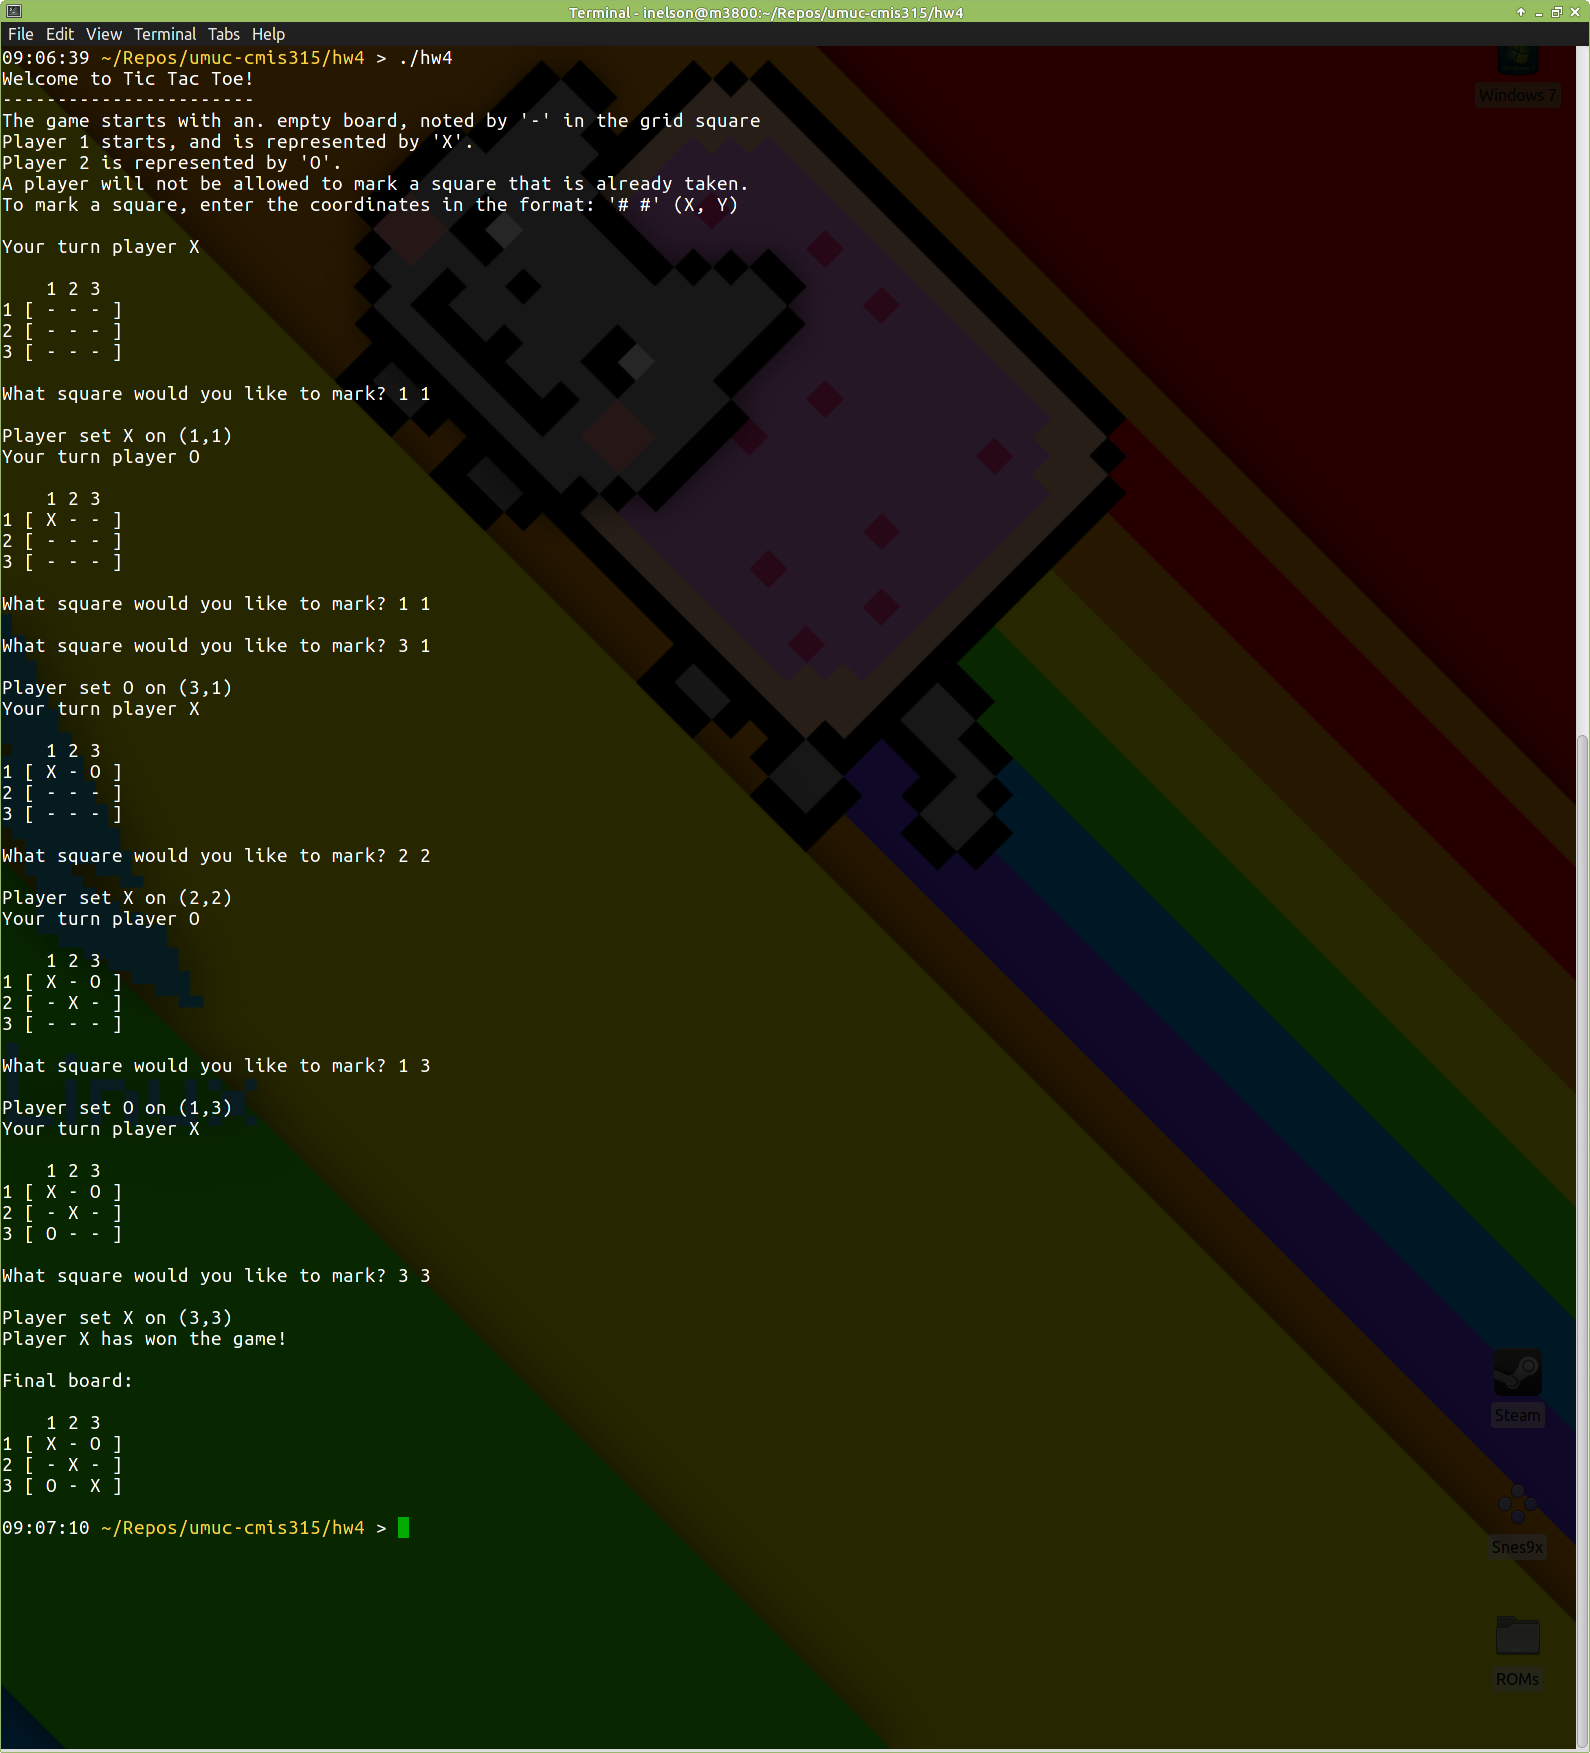 Terminal - inelson@m3800:~/Repos/umuc-cmis315/hw4
File Edit View Terminal Tabs Help
09:06:39 ~/Repos/umuc-cmis315/hw4 > ./hw4
Welcome to Tic Tac Toe!
-----------------------
The game starts with an. empty board, noted by '-' in the grid square
Player 1 starts, and is represented by 'X'.
Player 2 is represented by 'O'.
A player will not be allowed to mark a square that is already taken.
To mark a square, enter the coordinates in the format: '# #' (X, Y)
Your turn player X
1 2 3
1 [ - - - ]
2 [ - - - ]
3 [ - - - ]
What square would you like to mark? 1 1
Player set X on (1,1)
Your turn player O
1 2 3
1 [ X - - ]
2 [ - - - ]
3 [ - - - ]
What square would you like to mark? 1 1
What square would you like to mark? 3 1
Player set O on (3,1)
Your turn player X
1 2 3
1 [ X - O ]
2 [ - - - ]
3 [ - - - ]
What square would you like to mark? 2 2
Player set X on (2,2)
Your turn player O
1 2 3
1 [ X - O ]
2 [ - X - ]
3 [ - - - ]
What square would you like to mark? 1 3
Player set O on (1,3)
Your turn player X
1 2 3
1 [ X - O ]
2 [ - X - ]
3 [ O - - ]
What square would you like to mark? 3 3
Player set X on (3,3)
Player X has won the game!
Final board:
1 2 3
1 [ X - O ]
2 [ - X - ]
3 [ O - X ]
09:07:10 ~/Repos/umuc-cmis315/hw4 >
Windows 7
Linux
Steam
Snes9x
ROMs